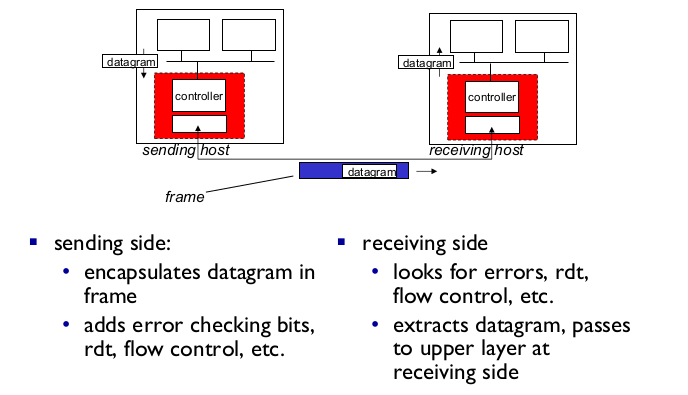 datagram
controller
sending host
datagram
controller
receiving host
datagram
frame
sending side:
encapsulates datagram in
frame
adds error checking bits,
rdt, flow control, etc.
receiving side
looks for errors, rdt,
flow control, etc.
extracts datagram, passes
to upper layer at
receiving side